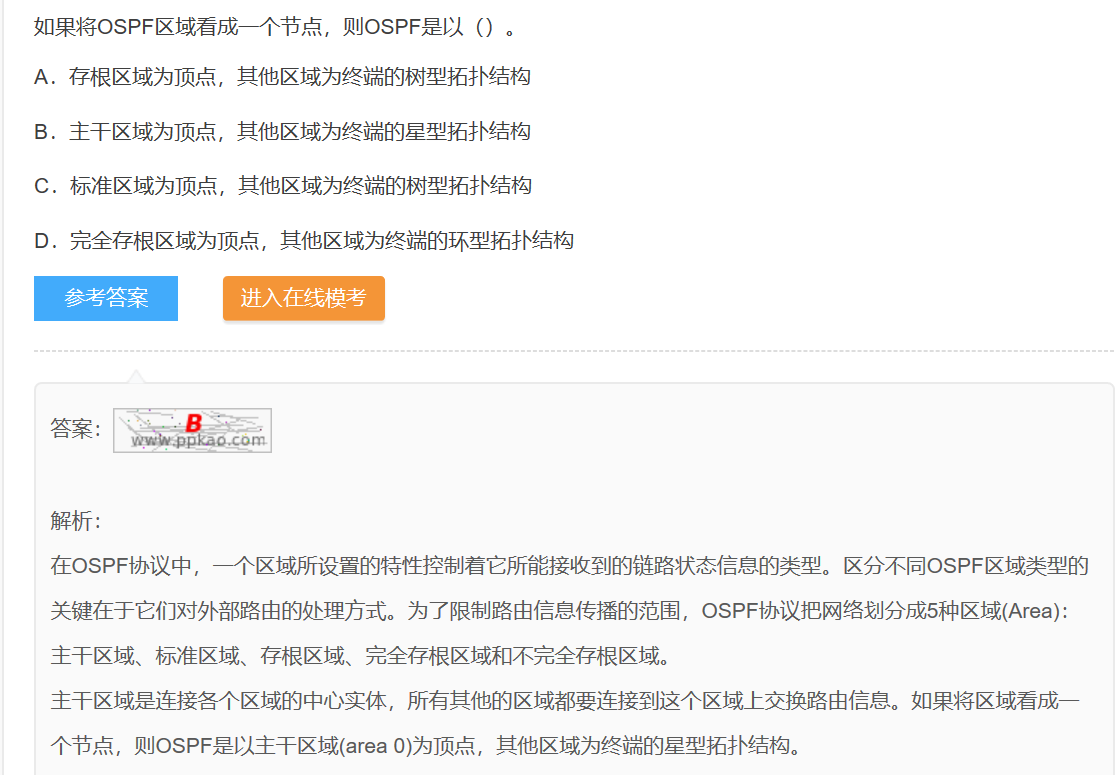 如果将OSPF区域看成一个节点，则OSPF是以（）。
A．存根区域为顶点，其他区域为终端的树型拓扑结构
B．主干区域为顶点，其他区域为终端的星型拓扑结构
C．标准区域为顶点，其他区域为终端的树型拓扑结构
D．完全存根区域为顶点，其他区域为终端的环型拓扑结构
参考答案 进入在线模考
答案： B
www.ppkao.com
解析：
在OSPF协议中，一个区域所设置的特性控制着它所能接收到的链路状态信息的类型。区分不同OSPF区域类型的
关键在于它们对外部路由的处理方式。为了限制路由信息传播的范围，OSPF协议把网络划分成5种区域(Area)：
主干区域、标准区域、存根区域、完全存根区域和不完全存根区域。
主干区域是连接各个区域的中心实体，所有其他的区域都要连接到这个区域上交换路由信息。如果将区域看成一
个节点，则OSPF是以主干区域(area 0)为顶点，其他区域为终端的星型拓扑结构。